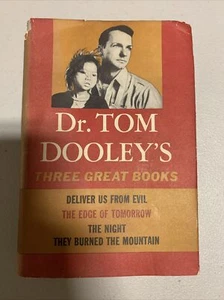 Dr. TOM
DOOLEY'S
THREE GREAT BOOKS
DELIVER US FROM EVIL
THE EDGE OF TOMORROW
THE NIGHT
THEY BURNED THE MOUNTAIN